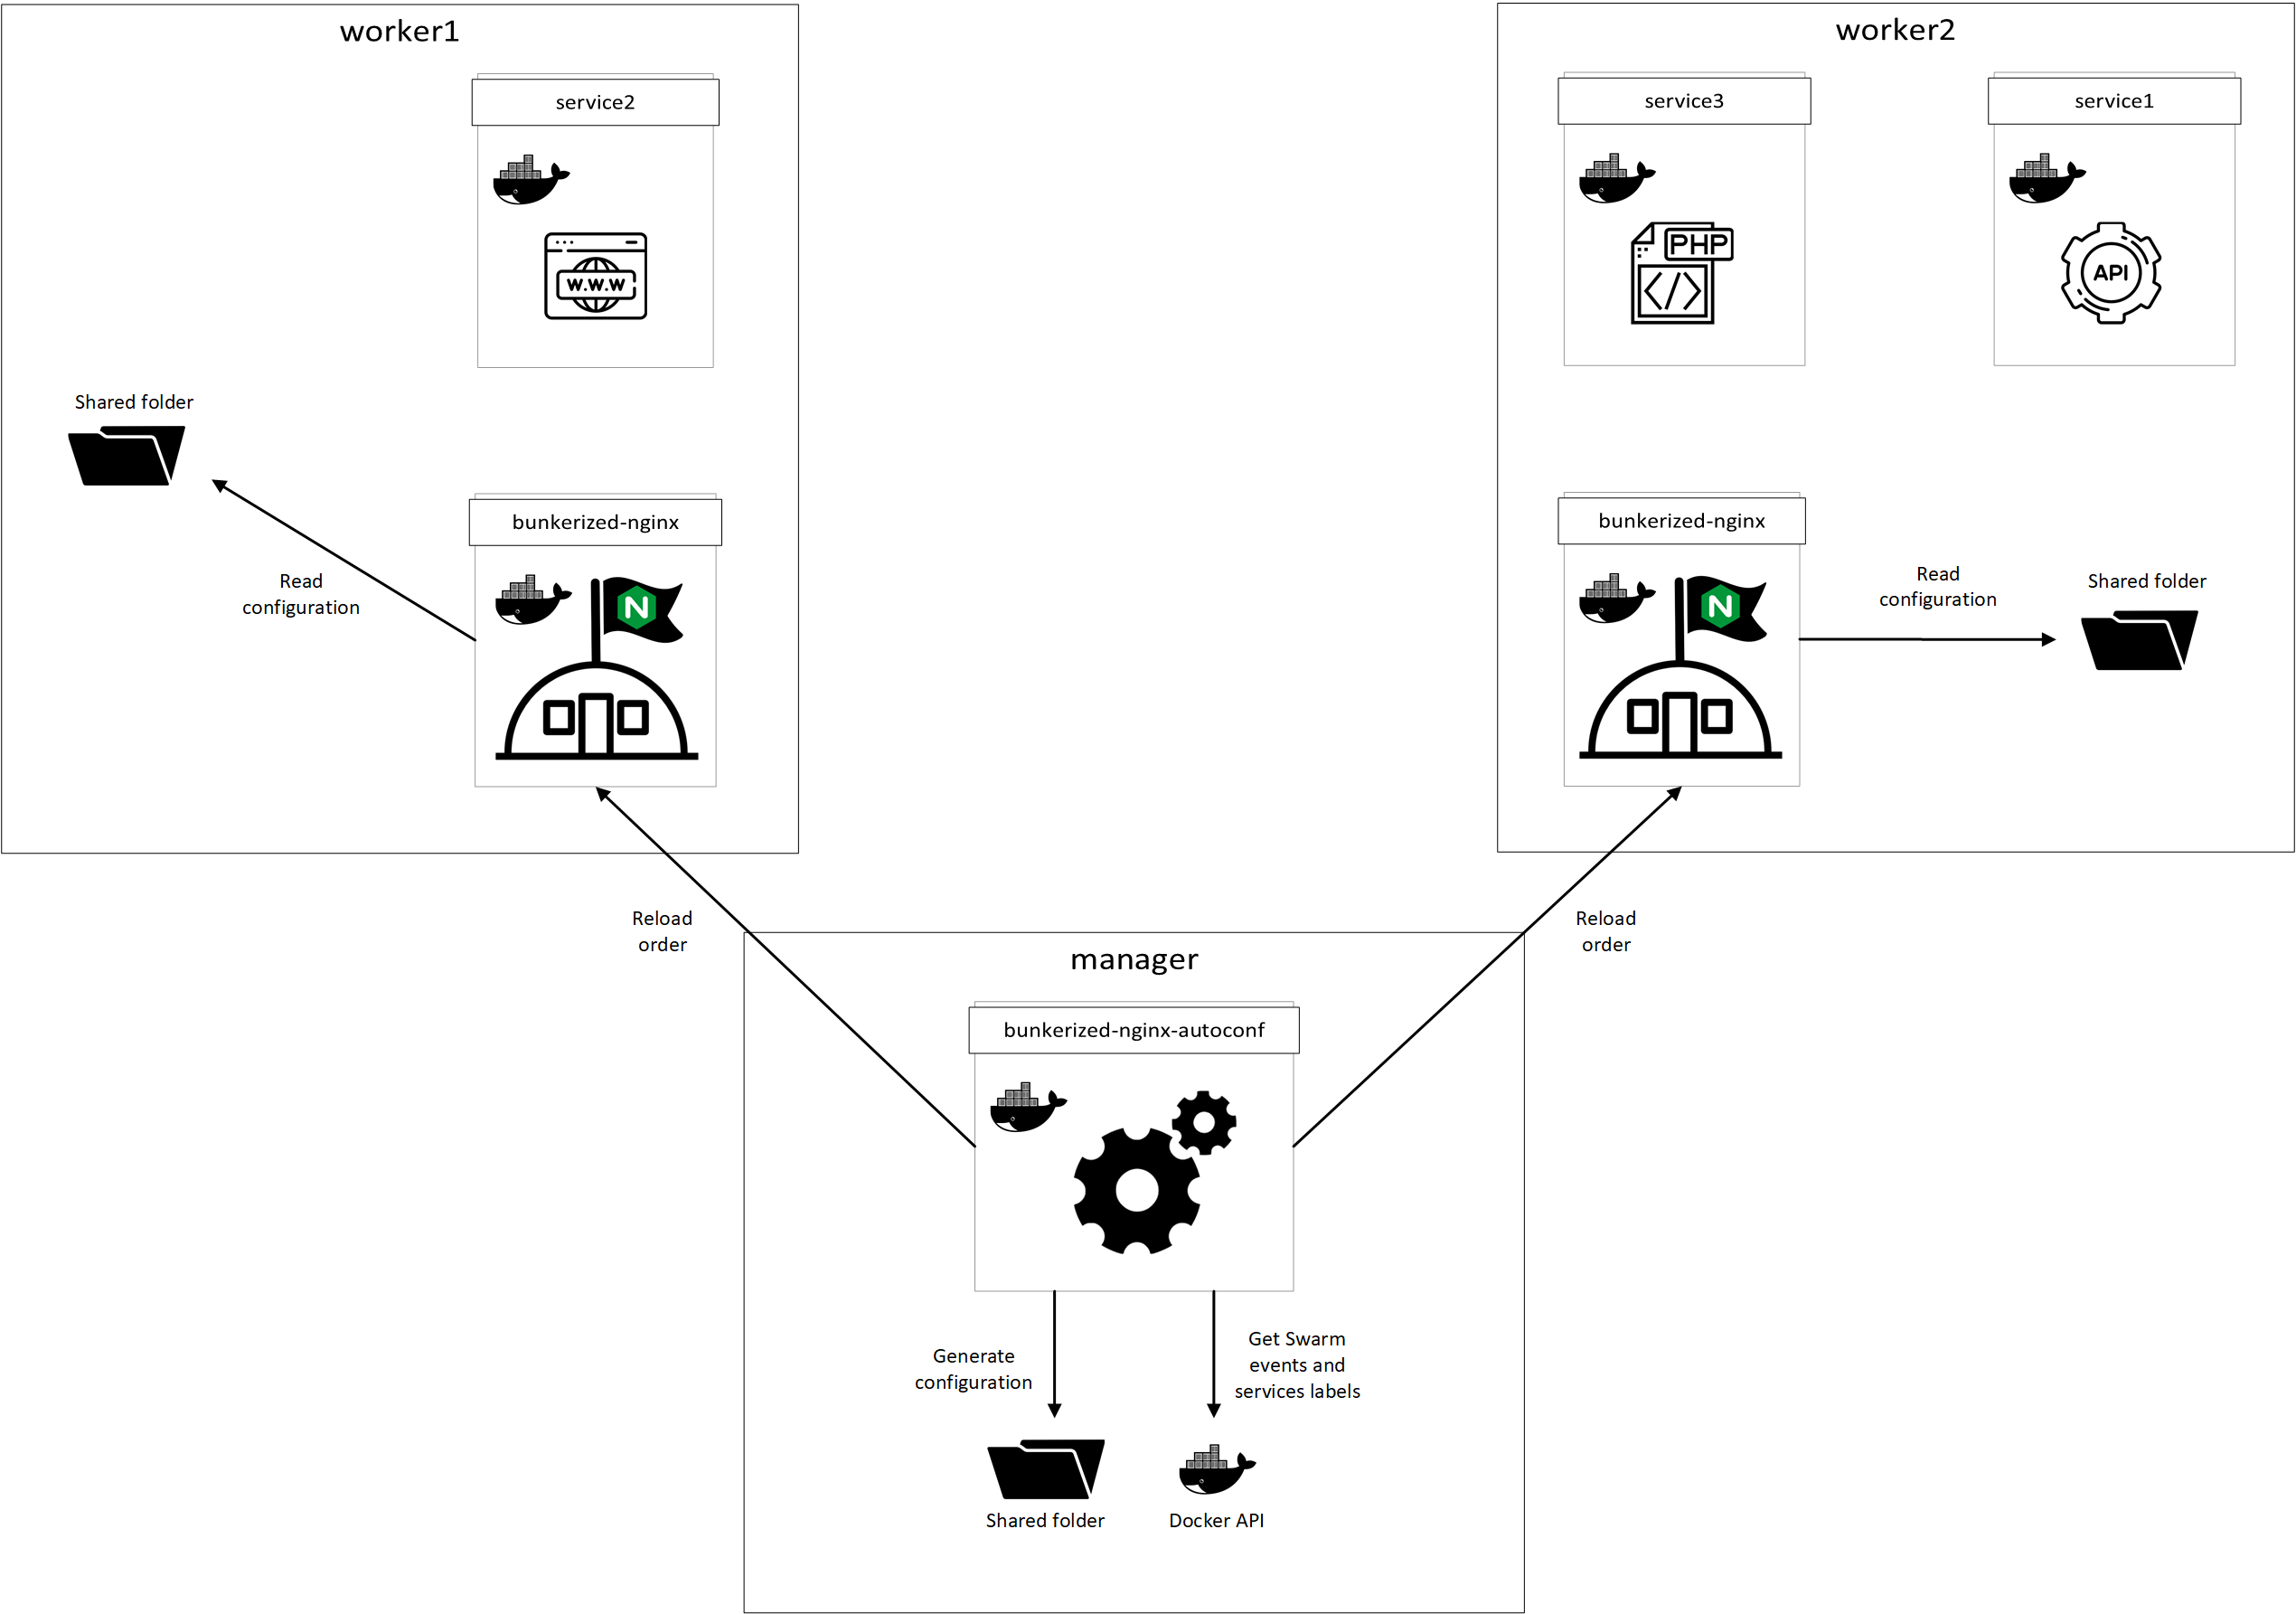 worker1
service2
W.W.W
Shared folder
bunkerized-nginx
N
Read
configuration
worker2
service3
service1
PHP
</>
API
bunkerized-nginx
N
Read
configuration
Shared folder
Reload
order
Reload
order
manager
bunkerized-nginx-autoconf
Generate
configuration
Get Swarm
events and
services labels
Shared folder
Docker API